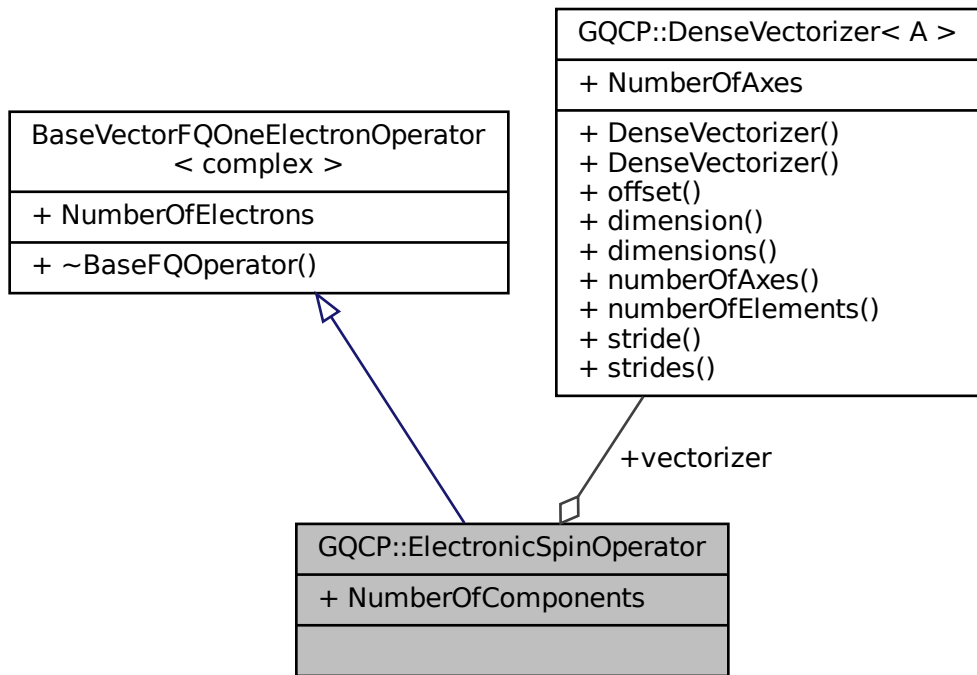 GQCP::DenseVectorizer< A >
+ NumberOfAxes
+ DenseVectorizer()
+ DenseVectorizer()
+ offset()
+ dimension()
+ dimensions()
+ numberOfAxes()
+ numberOfElements()
+ stride()
+ strides()
BaseVectorFQOneElectronOperator
< complex >
+ NumberOfElectrons
+ ~BaseFQOperator()
+vectorizer
GQCP::ElectronicSpinOperator
+ NumberOfComponents